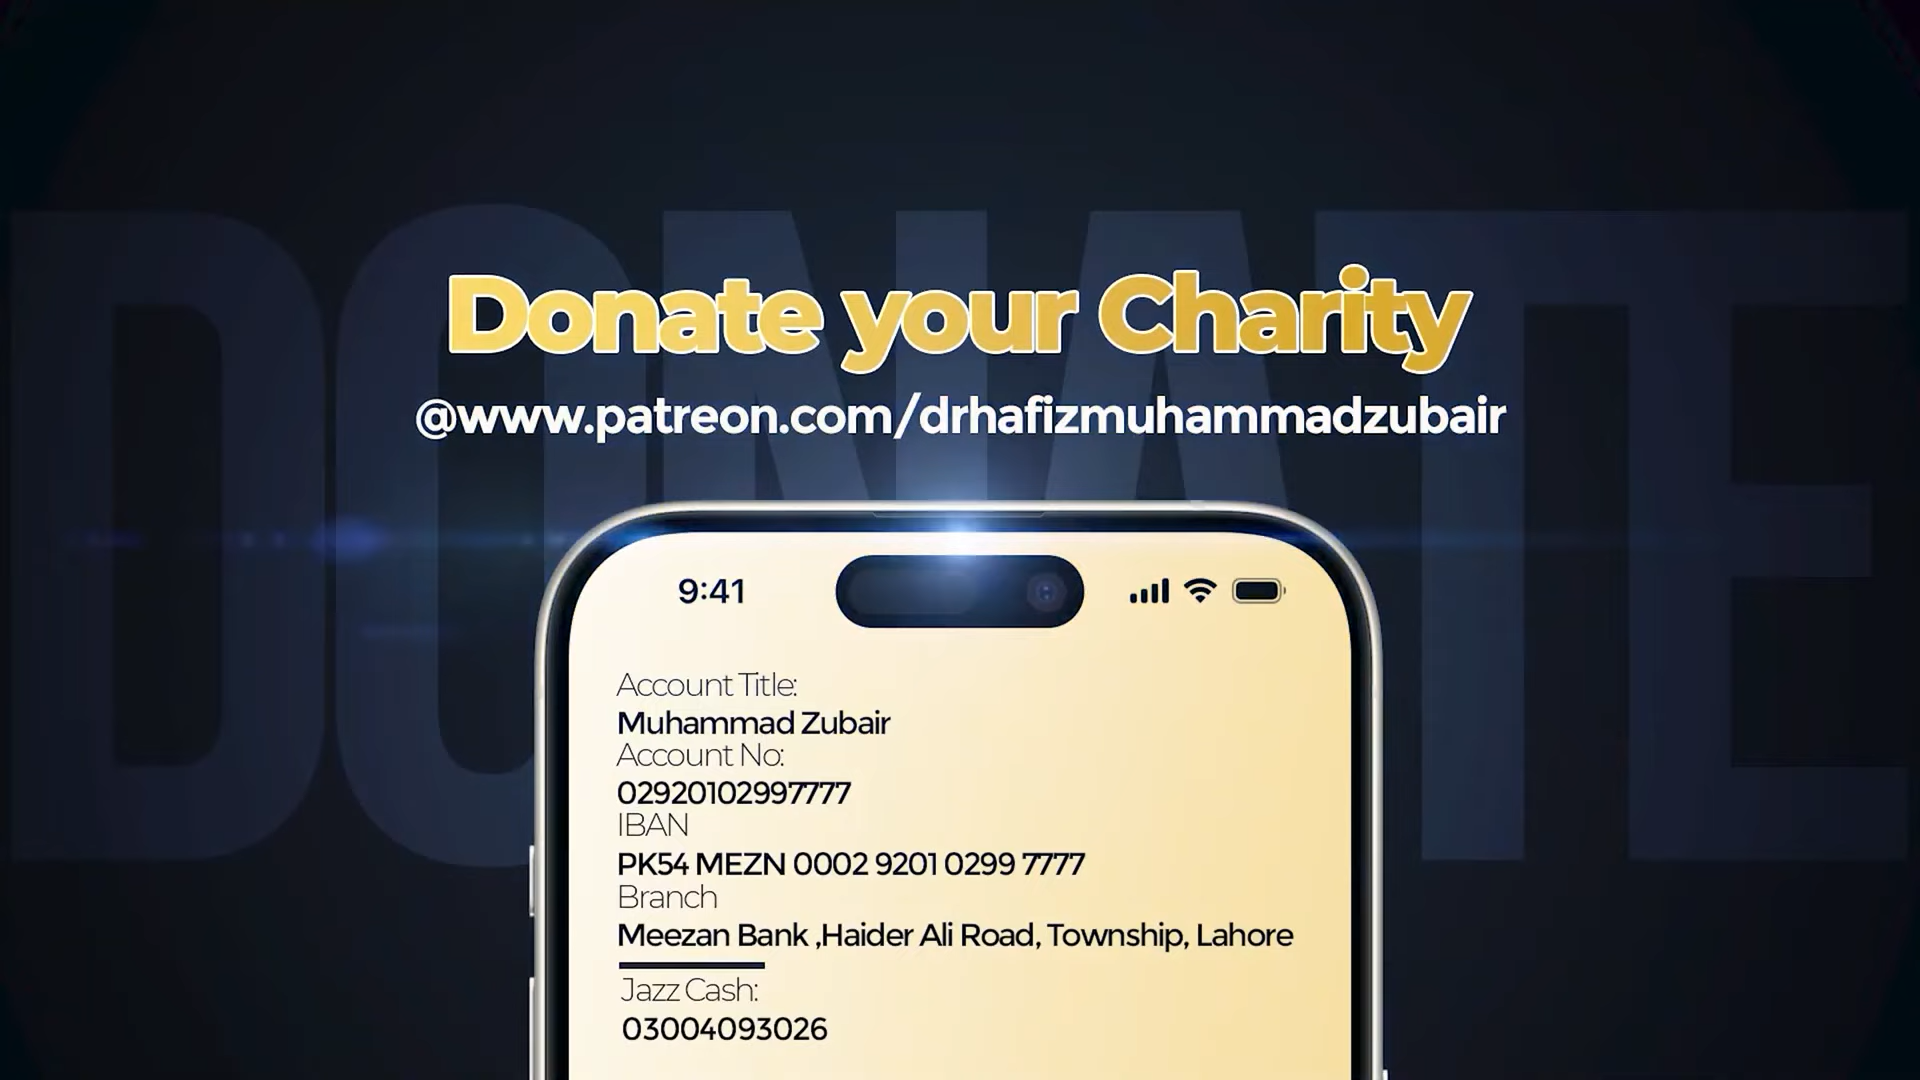 DONATE
Donate your Charity
@www.patreon.com/drhafizmuhammadzubair
9:41
Account Title:
Muhammad Zubair
Account No:
02920102997777
IBAN
PK54 MEZN 0002 9201 0299 7777
Branch
Meezan Bank ,Haider Ali Road, Township, Lahore
Jazz Cash:
03004093026